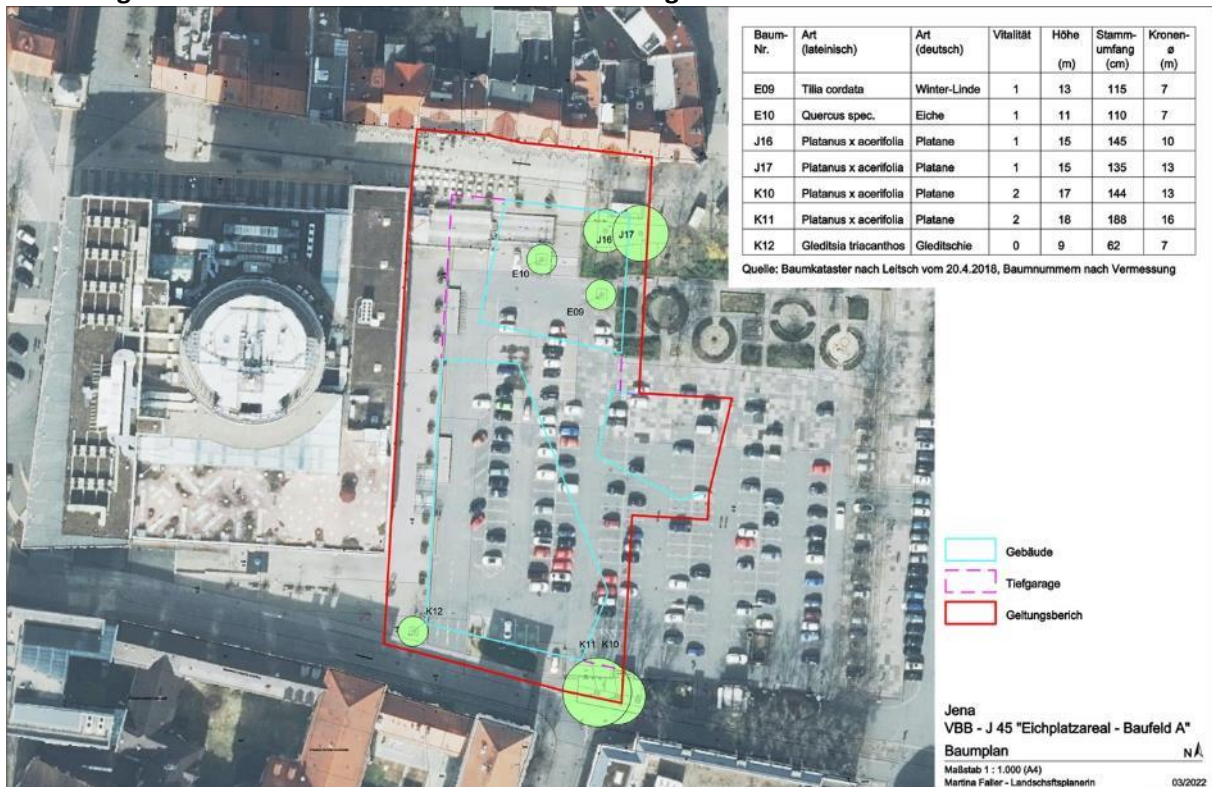 Baum-Nr. Art (lateinisch) Art (deutsch) Vitalität Höhe (m) Stamm-umfang (cm) Kronen-ø (m)
E09 Tilia cordata Winter-Linde 1 13 115 7
E10 Quercus spec. Eiche 1 11 110 7
J16 Platanus x acerifolia Platane 1 15 145 10
J17 Platanus x acerifolia Platane 1 15 135 13
K10 Platanus x acerifolia Platane 2 17 144 13
K11 Platanus x acerifolia Platane 2 18 188 16
K12 Gleditsia triacanthos Gleditschie 0 9 62 7
Quelle: Baumkataster nach Leitsch vom 20.4.2018, Baumnummern nach Vermessung
J16 J17
E10
E09
K12
K11 K10
Gebäude
Tiefgarage
Geltungsberich
Jena
VBB - J 45 "Eichplatzareal - Baufeld A"
Baumplan
N
Maßstab 1 : 1.000 (A4)
Martina Faller - Landschaftsplanerin 03/2022